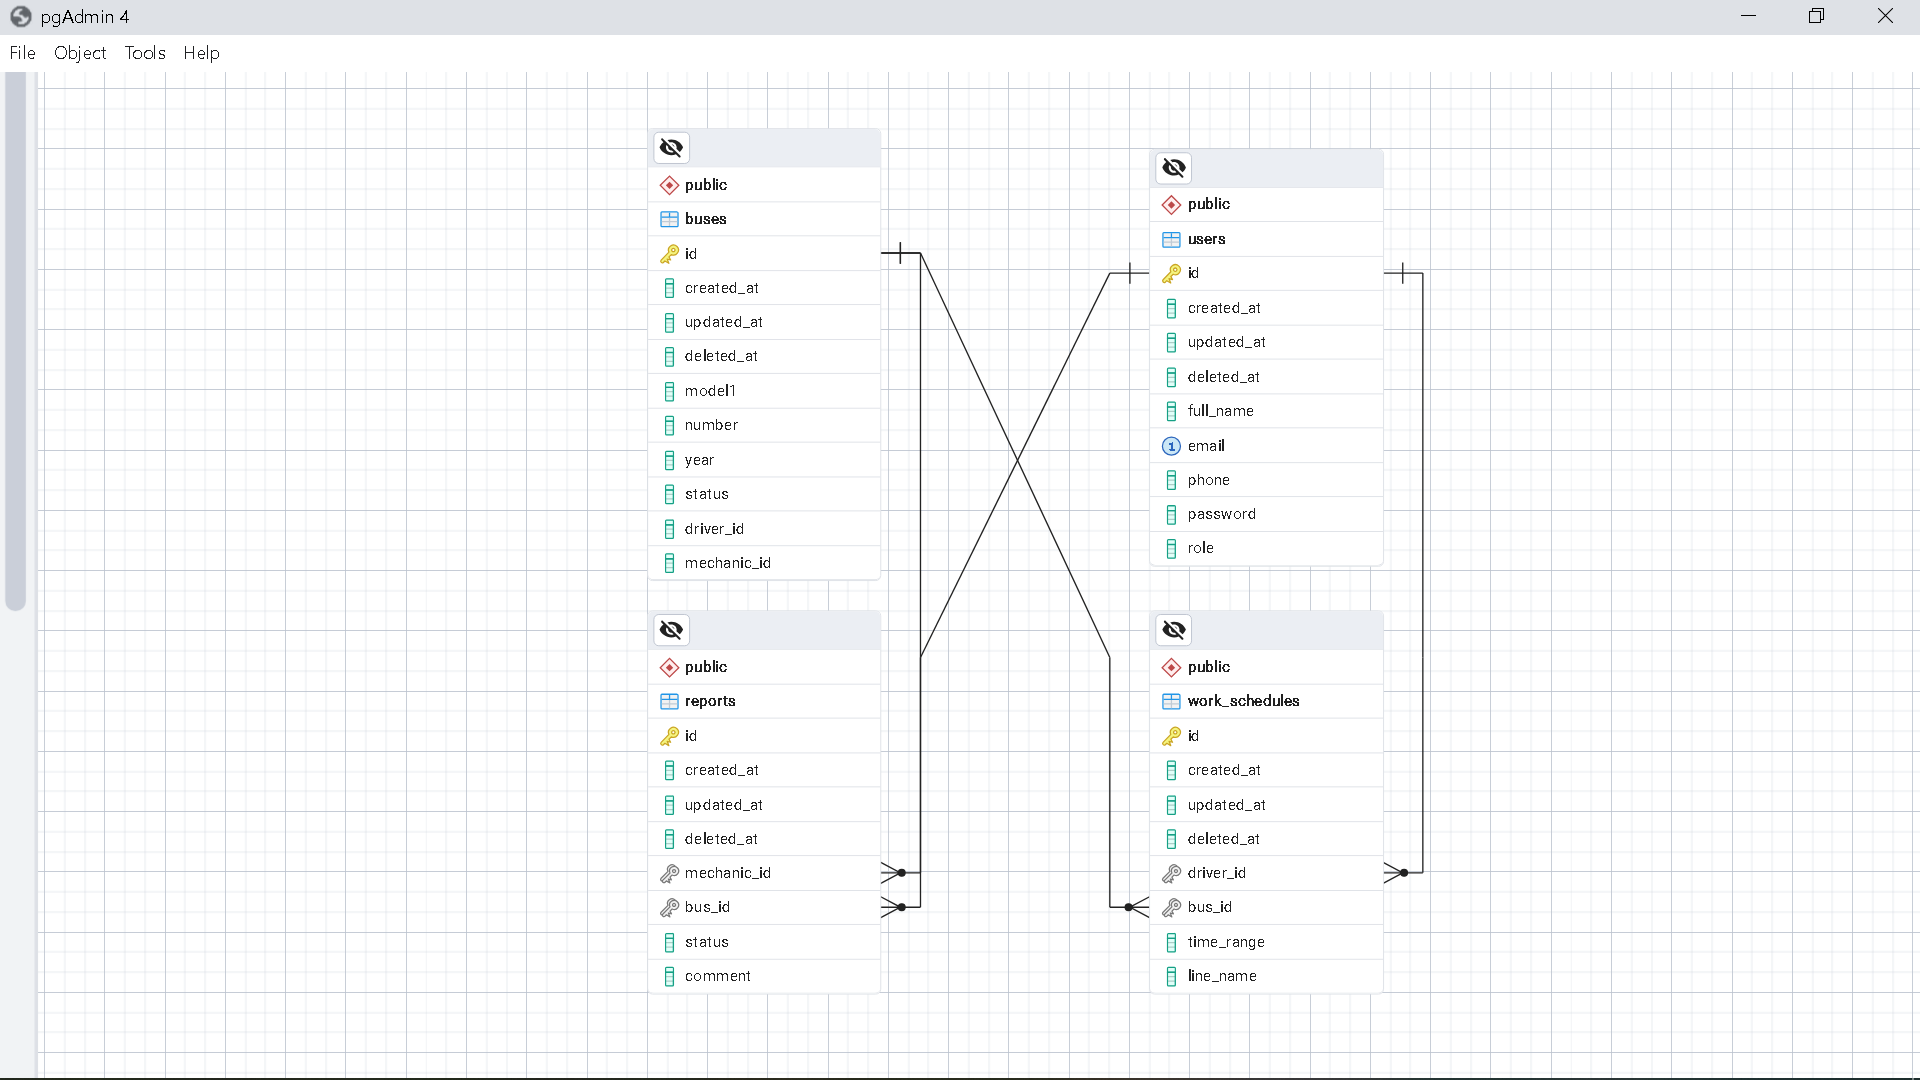 pgAdmin 4
File Object Tools Help
public
buses
id
created_at
updated_at
deleted_at
model1
number
year
status
driver_id
mechanic_id
public
users
id
created_at
updated_at
deleted_at
full_name
1 email
phone
password
role
public
reports
id
created_at
updated_at
deleted_at
mechanic_id
bus_id
status
comment
public
work_schedules
id
created_at
updated_at
deleted_at
driver_id
bus_id
time_range
line_name